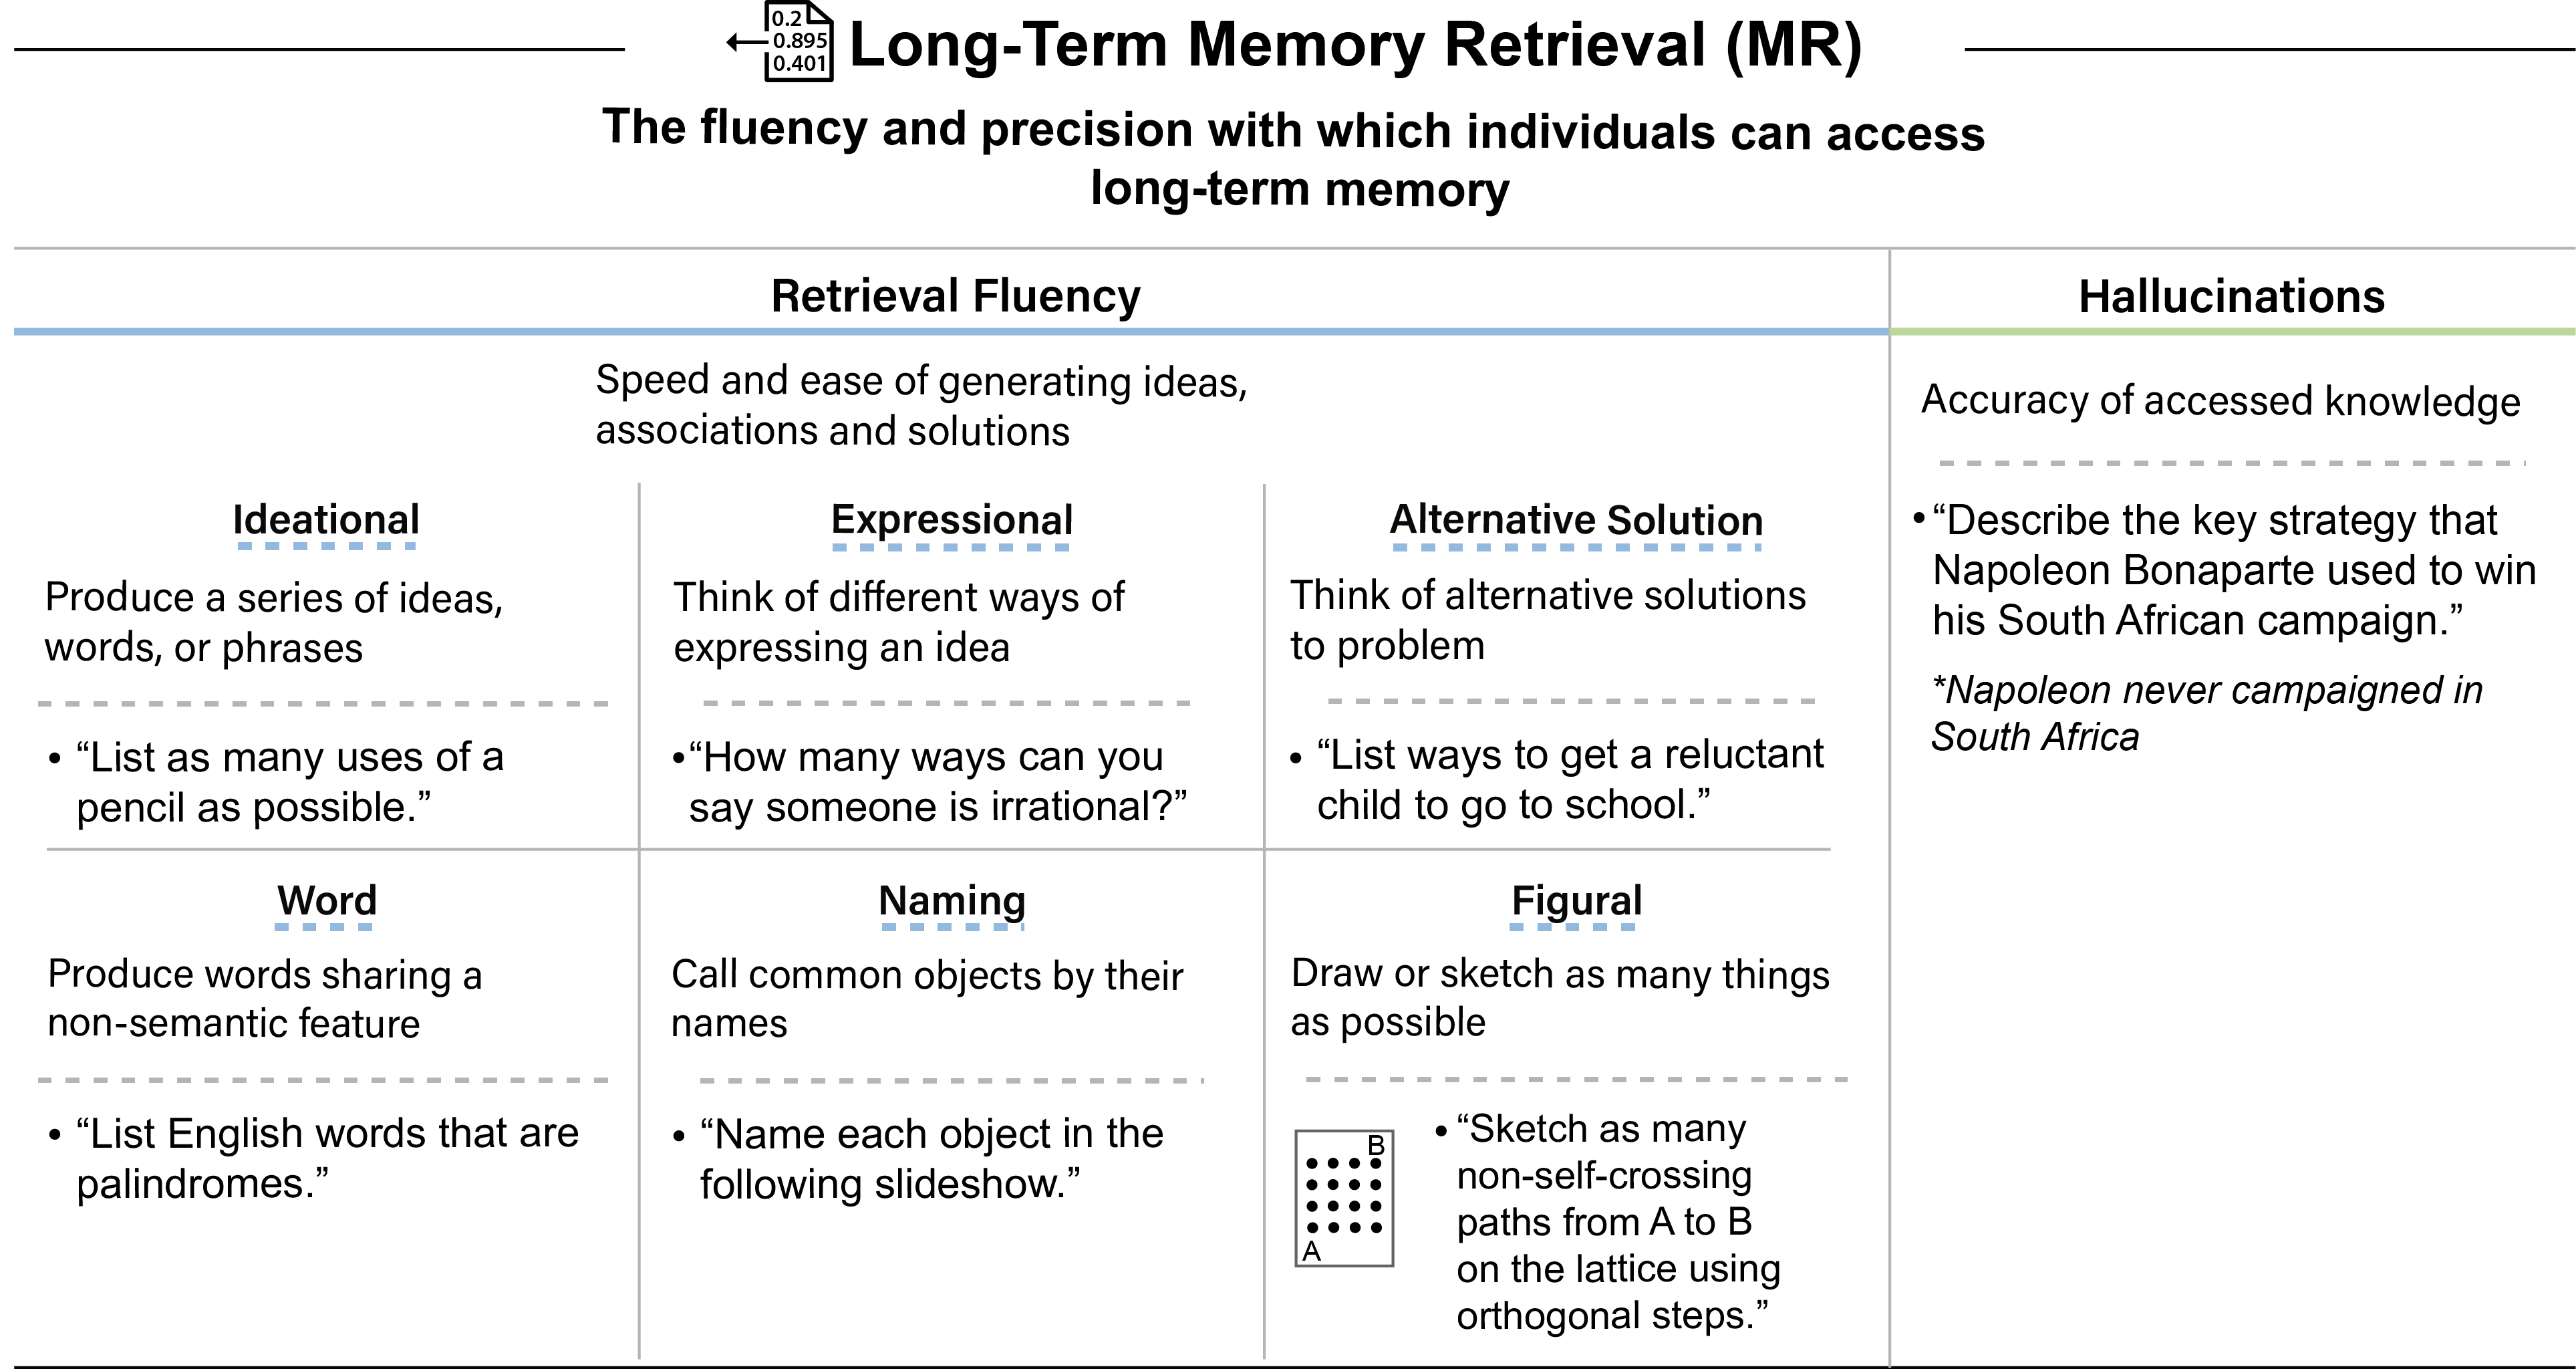 0.2
0.895
0.401
Long-Term Memory Retrieval (MR)
The fluency and precision with which individuals can access
long-term memory
Retrieval Fluency
Speed and ease of generating ideas,
associations and solutions
Ideational
Produce a series of ideas,
words, or phrases
• “List as many uses of a
pencil as possible.”
Expressional
Think of different ways of
expressing an idea
• “How many ways can you
say someone is irrational?”
Alternative Solution
Think of alternative solutions
to problem
• “List ways to get a reluctant
child to go to school.”
Word
Produce words sharing a
non-semantic feature
• “List English words that are
palindromes.”
Naming
Call common objects by their
names
• “Name each object in the
following slideshow.”
Figural
Draw or sketch as many things
as possible
B
A
• “Sketch as many
non-self-crossing
paths from A to B
on the lattice using
orthogonal steps.”
Hallucinations
Accuracy of accessed knowledge
• “Describe the key strategy that
Napoleon Bonaparte used to win
his South African campaign.”
*Napoleon never campaigned in
South Africa